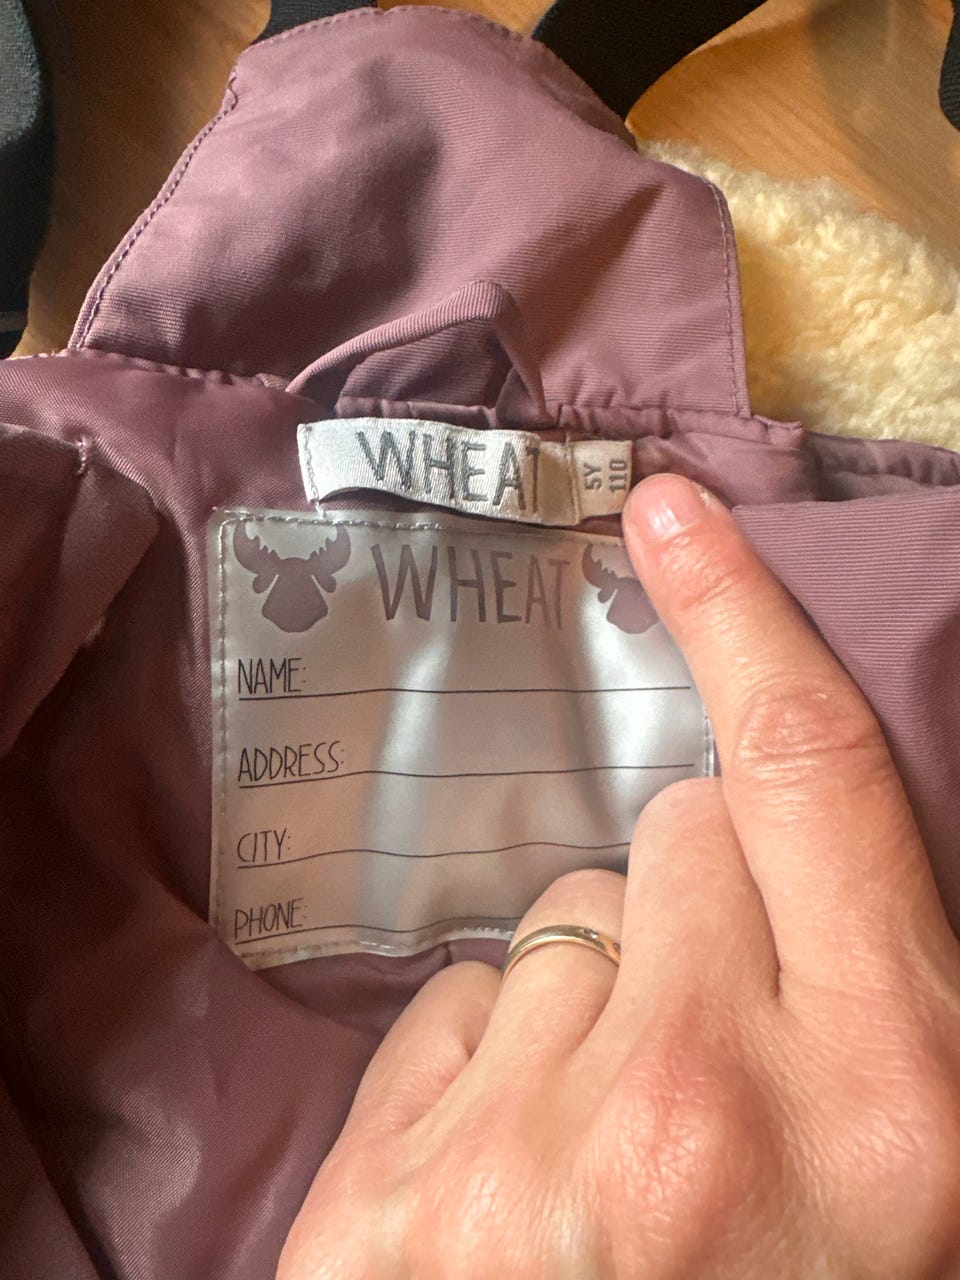 WHEAT
5Y
110
WHEAT
NAME:
ADDRESS:
CITY:
PHONE: